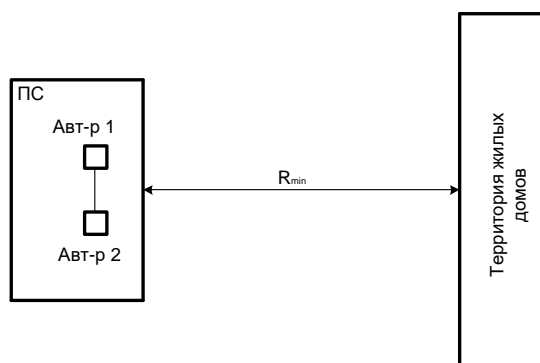 ПС
Авт-р 1
Rmin
Авт-р 2
Территория жилых
домов